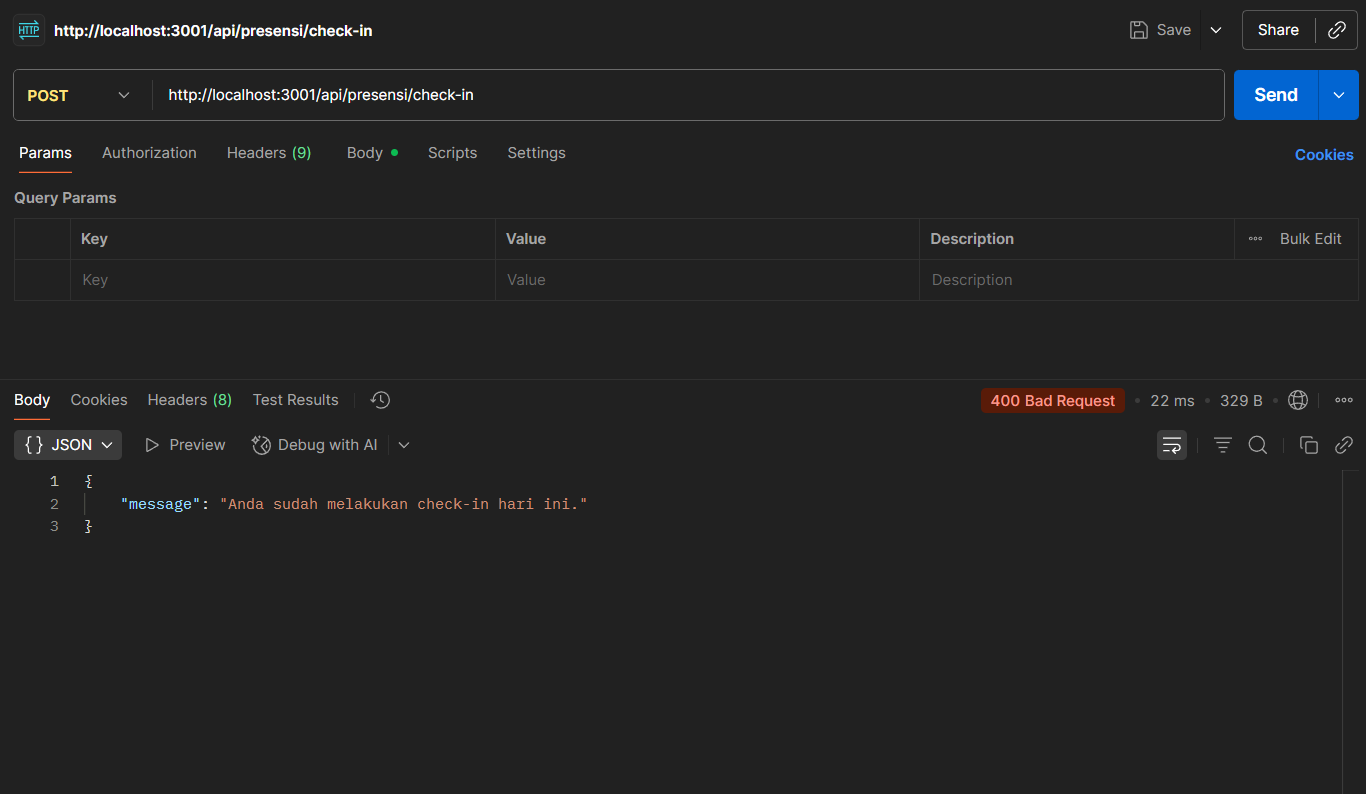 HTTP http://localhost:3001/api/presensi/check-in Save Share
POST http://localhost:3001/api/presensi/check-in Send
Params Authorization Headers (9) Body Scripts Settings Cookies
Query Params
Key Value Description Bulk Edit
Key Value Description
Body Cookies Headers (8) Test Results 400 Bad Request 22 ms 329 B
{} JSON Preview Debug with AI
1 {
2 "message": "Anda sudah melakukan check-in hari ini."
3 }